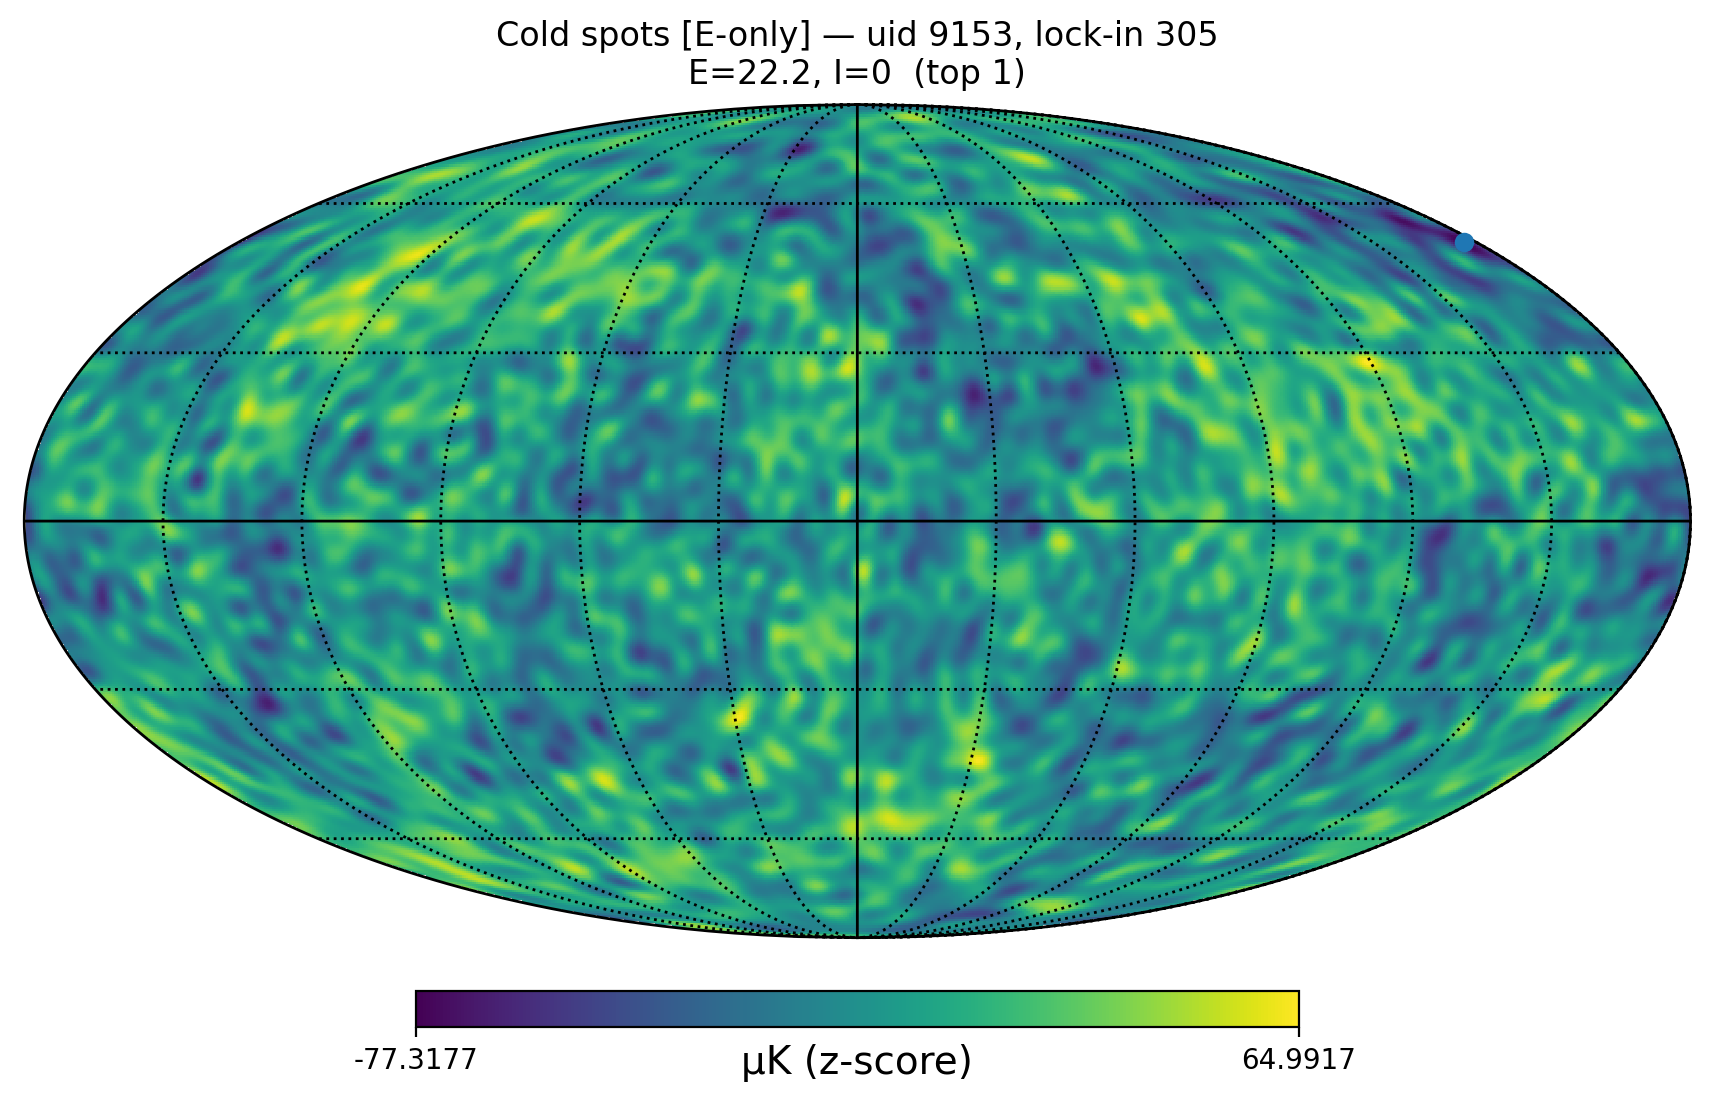 Cold spots [E-only] — uid 9153, lock-in 305
E=22.2, I=0  (top 1)
-77.3177
μK (z-score)
64.9917